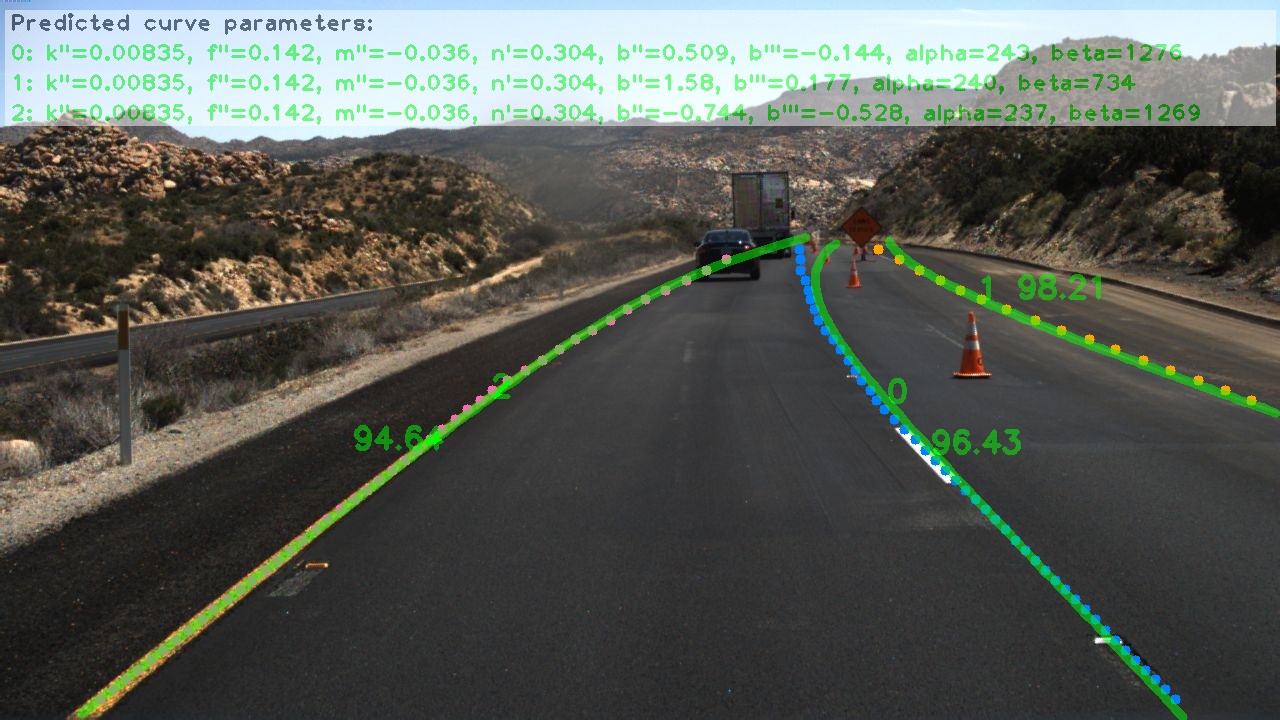 Predicted curve parameters:
0: k''=0.00835, f''=0.142, m''=−0.036, n'=0.304, b''=0.509, b'''=−0.144, alpha=243, beta=1276
1: k''=0.00835, f''=0.142, m''=−0.036, n'=0.304, b''=1.58, b'''=0.177, alpha=240, beta=734
2: k''=0.00835, f''=0.142, m''=−0.036, n'=0.304, b''=−0.744, b'''=−0.528, alpha=237, beta=1269
1 98.21
2
0
94.64
96.43